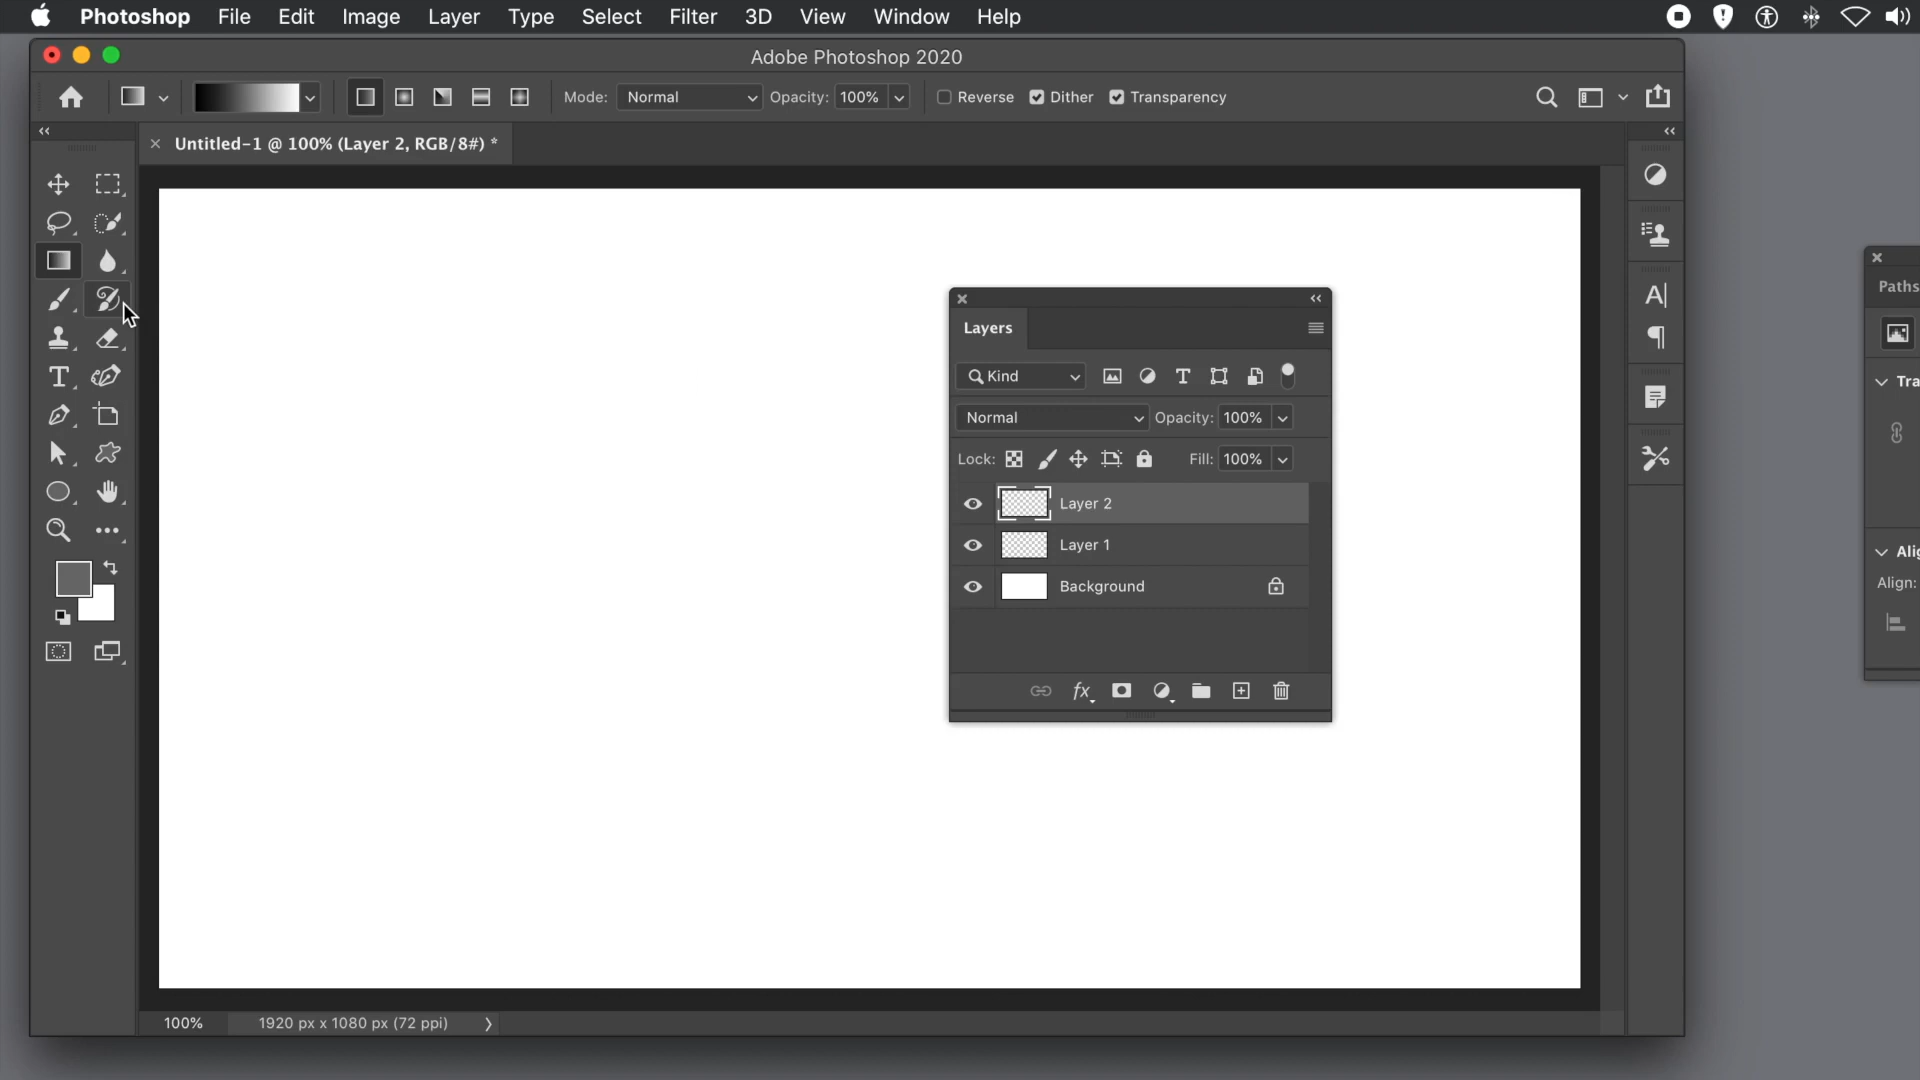 Photoshop File Edit Image Layer Type Select Filter 3D View Window Help
Adobe Photoshop 2020
Mode: Normal Opacity: 100% Reverse Dither Transparency
Untitled-1 @ 100% (Layer 2, RGB/8#) *
Paths
Layers
Kind
Tra
Normal Opacity: 100%
Lock: Fill: 100%
Layer 2
Layer 1
Alig
Align:
Background
fx
100% 1920 px x 1080 px (72 ppi)